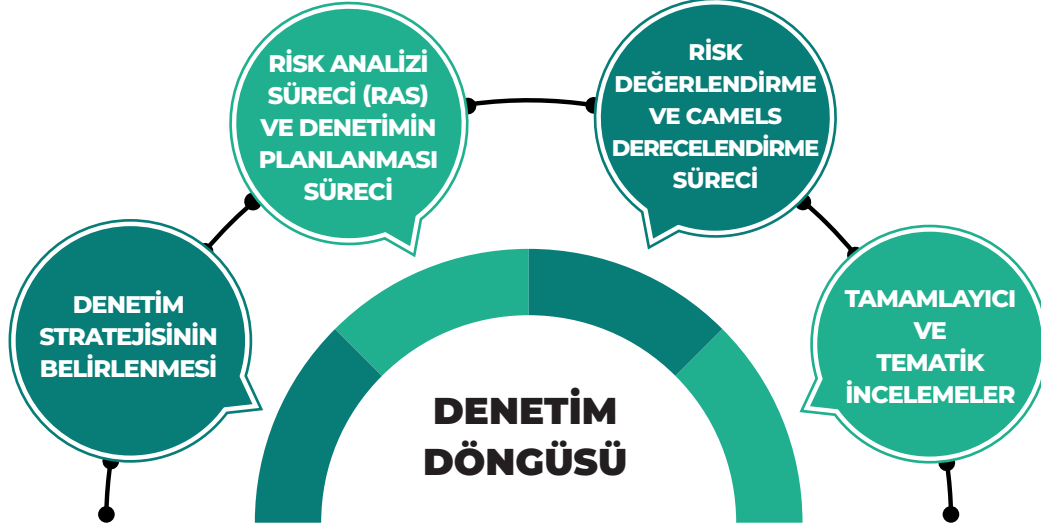 DENETİM
STRATEJİSİNİN
BELİRLENMESİ
RİSK ANALİZİ
SÜRECİ (RAS)
VE DENETİMİN
PLANLANMASI
SÜRECİ
RİSK
DEĞERLENDİRME
VE CAMELS
DERECELENDİRME
SÜRECİ
TAMAMLAYICI
VE
TEMATİK
İNCELEMELER
DENETİM
DÖNGÜSÜ